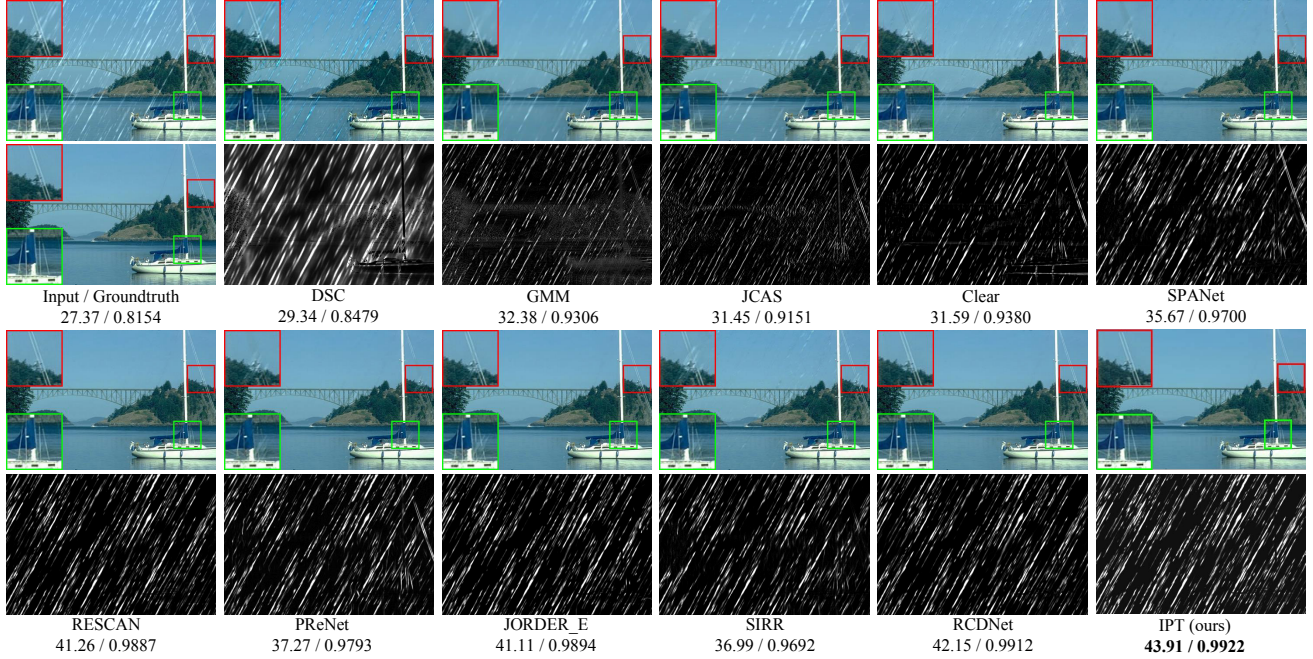 Input / Groundtruth
27.37 / 0.8154
DSC
29.34 / 0.8479
GMM
32.38 / 0.9306
JCAS
31.45 / 0.9151
Clear
31.59 / 0.9380
SPANet
35.67 / 0.9700
RESCAN
41.26 / 0.9887
PReNet
37.27 / 0.9793
JORDER_E
41.11 / 0.9894
SIRR
36.99 / 0.9692
RCDNet
42.15 / 0.9912
IPT (ours)
43.91 / 0.9922